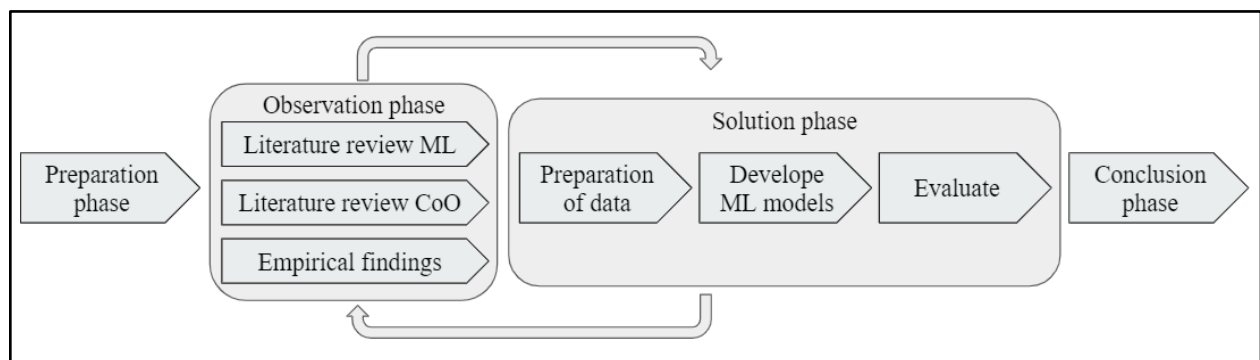 Preparation
phase
Observation phase
Literature review ML
Literature review CoO
Empirical findings
Solution phase
Preparation
of data
Develope
ML models
Evaluate
Conclusion
phase